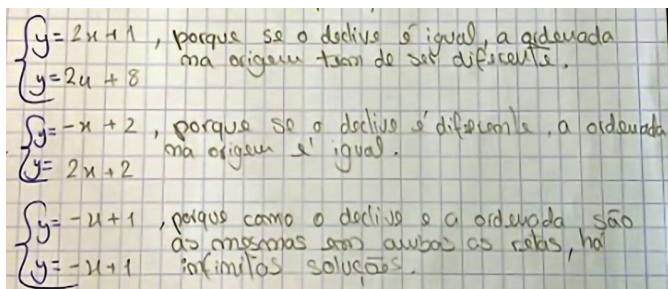 y = 2x + 1, porque se o declive é igual, a ordenada
na origem tem de ser diferente.
y = 2x + 8
y = -x + 2, porque se o declive é diferente, a ordenada
na origem é igual.
y = 2x + 2
y = -x + 1, porque como o declive e a ordenada são
as mesmas em ambas as retas, há
y = -x + 1 infinitas soluções.